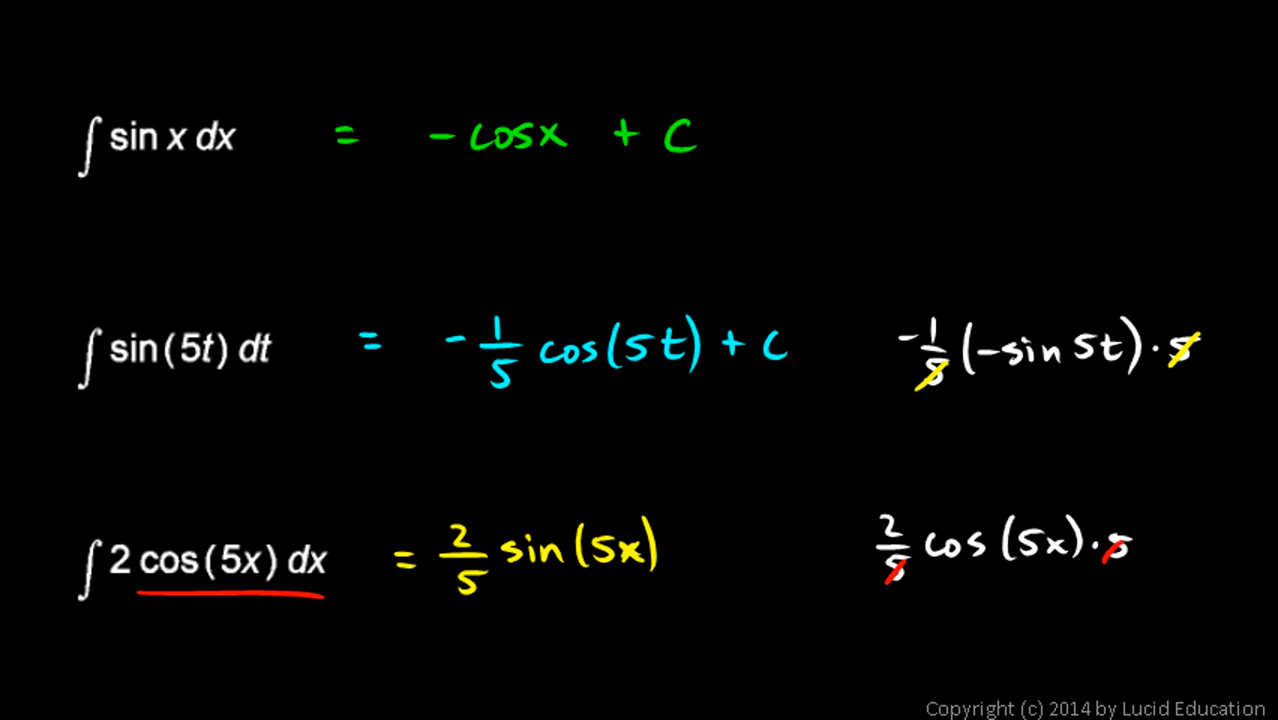 ∫ sin x dx = - cosx + C
∫ sin(5t) dt = - 1/5 cos(5t) + C - 1/5 (-sin 5t) · 5
∫ 2 cos(5x) dx = 2/5 sin(5x) 2/5 cos(5x) · 5
Copyright (c) 2014 by Lucid Education